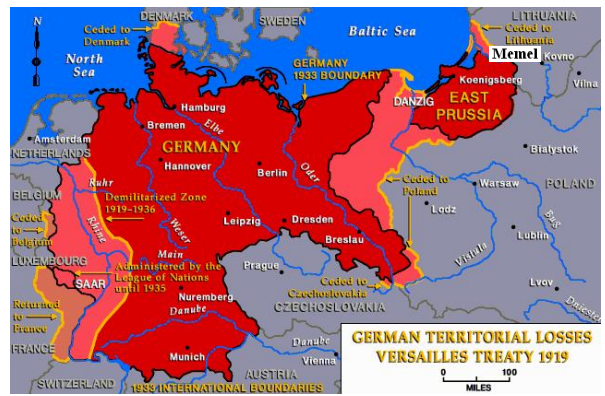 DENMARK
SWEDEN
LITHUANIA
N
Ceded to
Denmark
Baltic Sea
Ceded to
Lithuania
North
Sea
Memel
Kovno
GERMANY
1933 BOUNDARY
Koenigsberg
Vilna
DANZIG
EAST
PRUSSIA
Hamburg
Elbe
Bremen
Amsterdam
NETHERLANDS
GERMANY
Hannover
Berlin
Oder
Bialystok
Ceded to
Poland
Warsaw
POLAND
Bug
BELGIUM
Ruhr
Demilitarized Zone
1919-1936
Weser
Lodz
Ceded
to
Belgium
Rhine
Leipzig
Dresden
Breslau
Lublin
Vistula
LUXEMBOURG
Main
Administered by the
League of Nations
until 1935
SAAR
Prague
Ceded to
Czechoslovakia
Lvov
Returned
to
France
Nuremberg
CZECHOSLOVAKIA
Dniester
Danube
FRANCE
Munich
Danube
Vienna
AUSTRIA
SWITZERLAND
1933 INTERNATIONAL BOUNDARIES
GERMAN TERRITORIAL LOSSES
VERSAILLES TREATY 1919
0 100
MILES